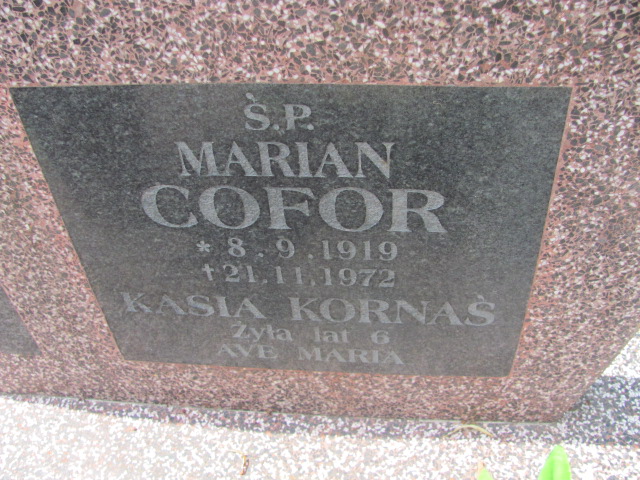 Ś.P.
MARIAN
COFOR
* 8.9.1919
† 21.11.1972
KASIA KORNAŚ
Żyła lat 6
AVE MARIA